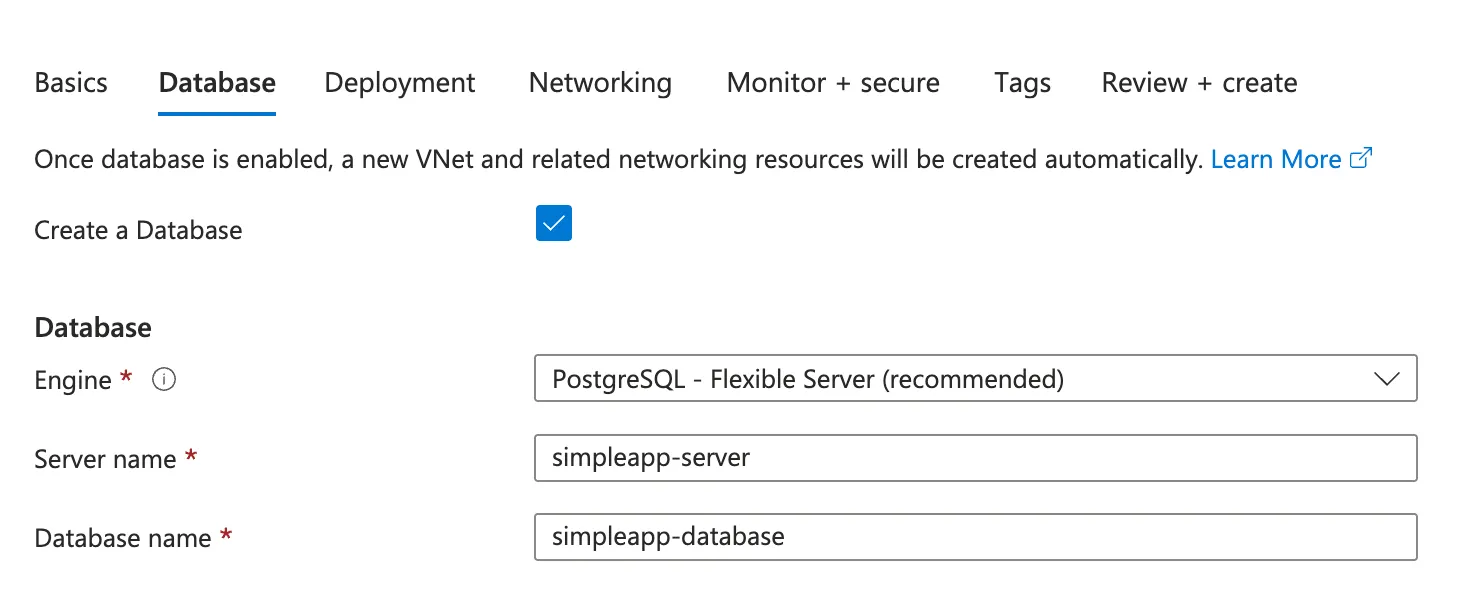 Basics Database Deployment Networking Monitor + secure Tags Review + create
Once database is enabled, a new VNet and related networking resources will be created automatically. Learn More
Create a Database
Database
Engine * PostgreSQL - Flexible Server (recommended)
Server name * simpleapp-server
Database name * simpleapp-database